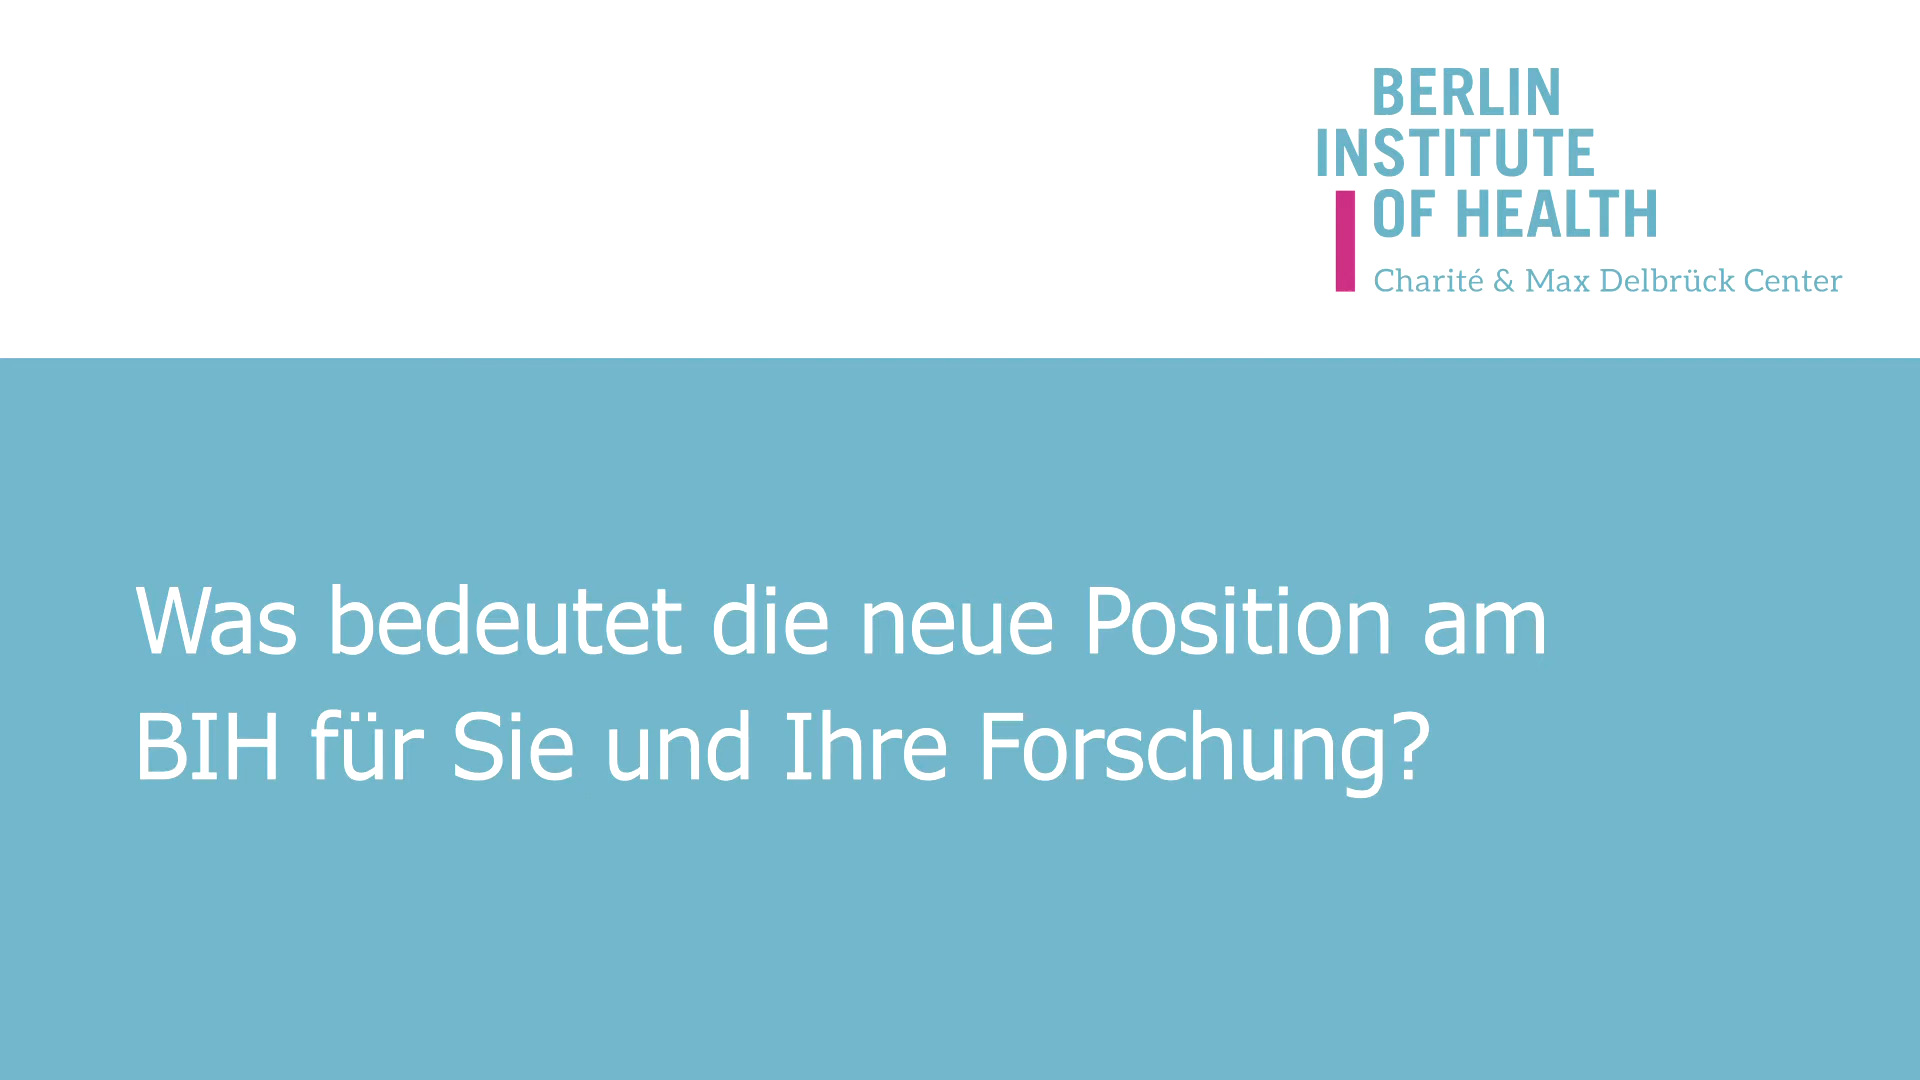 BERLIN
INSTITUTE
OF HEALTH
Charité & Max Delbrück Center
Was bedeutet die neue Position am
BIH für Sie und Ihre Forschung?